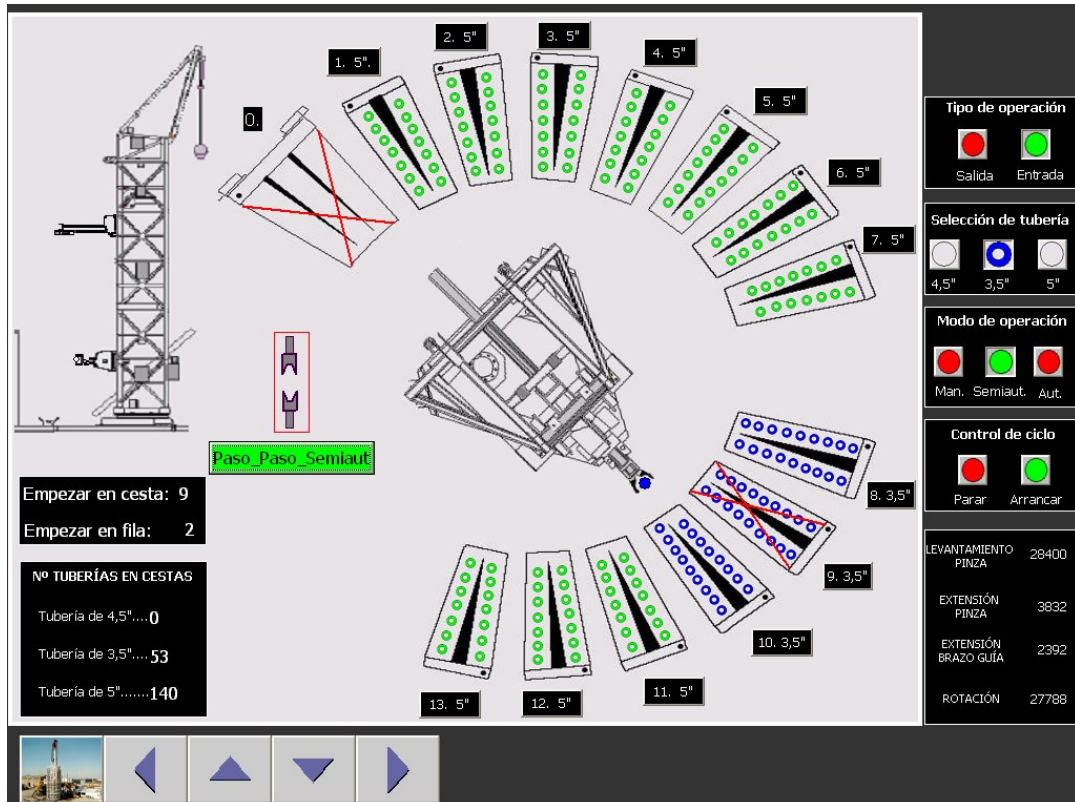 0.
1. 5".
2. 5"
3. 5"
4. 5"
5. 5"
6. 5"
7. 5"
8. 3,5"
9. 3,5"
10. 3,5"
11. 5"
12. 5"
13. 5"
Paso_Paso_Semiaut
Empezar en cesta: 9
Empezar en fila: 2
Nº TUBERÍAS EN CESTAS
Tubería de 4,5"....0
Tubería de 3,5"....53
Tubería de 5".......140
Tipo de operación
Salida Entrada
Selección de tubería
4,5" 3,5" 5"
Modo de operación
Man. Semiaut. Aut.
Control de ciclo
Parar Arrancar
LEVANTAMIENTO
PINZA 28400
EXTENSIÓN
PINZA 3832
EXTENSIÓN
BRAZO GUÍA 2392
ROTACIÓN 27788